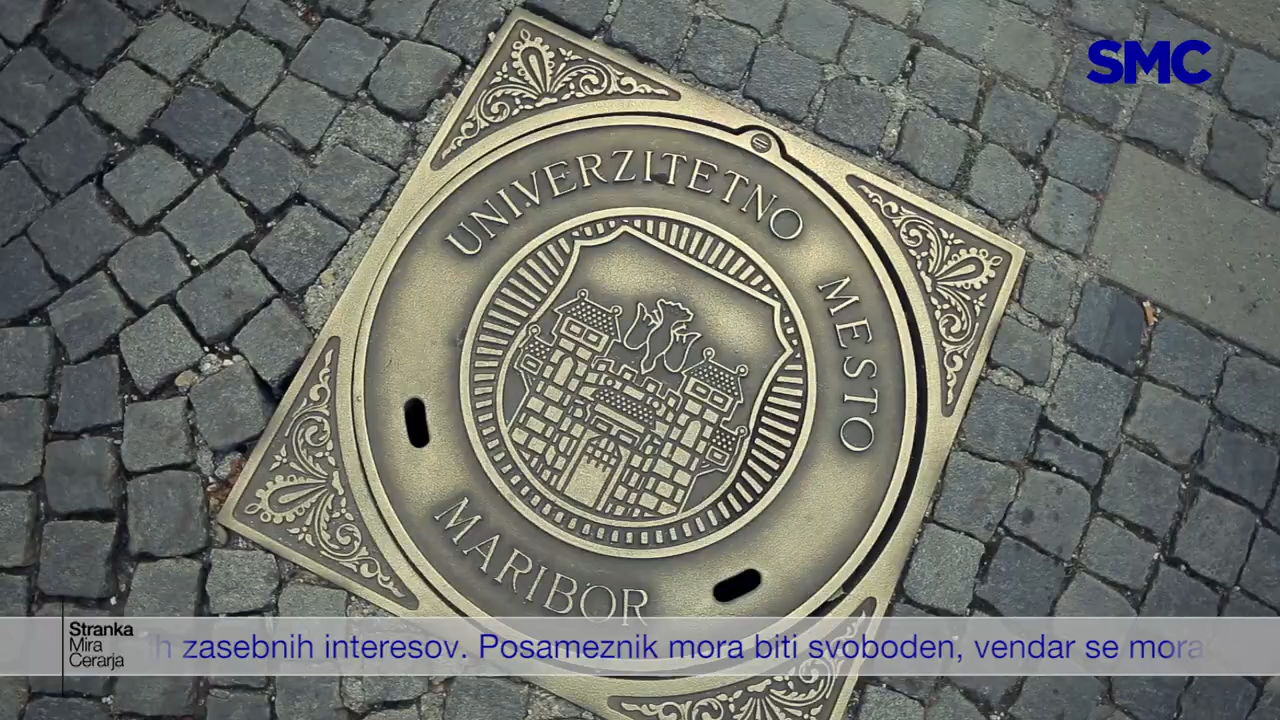 SMC
UNIVERZITETNO
MESTO
MARIBOR
Stranka
Mira
Cerarja
zasebnih interesov. Posameznik mora biti svoboden, vendar se mora